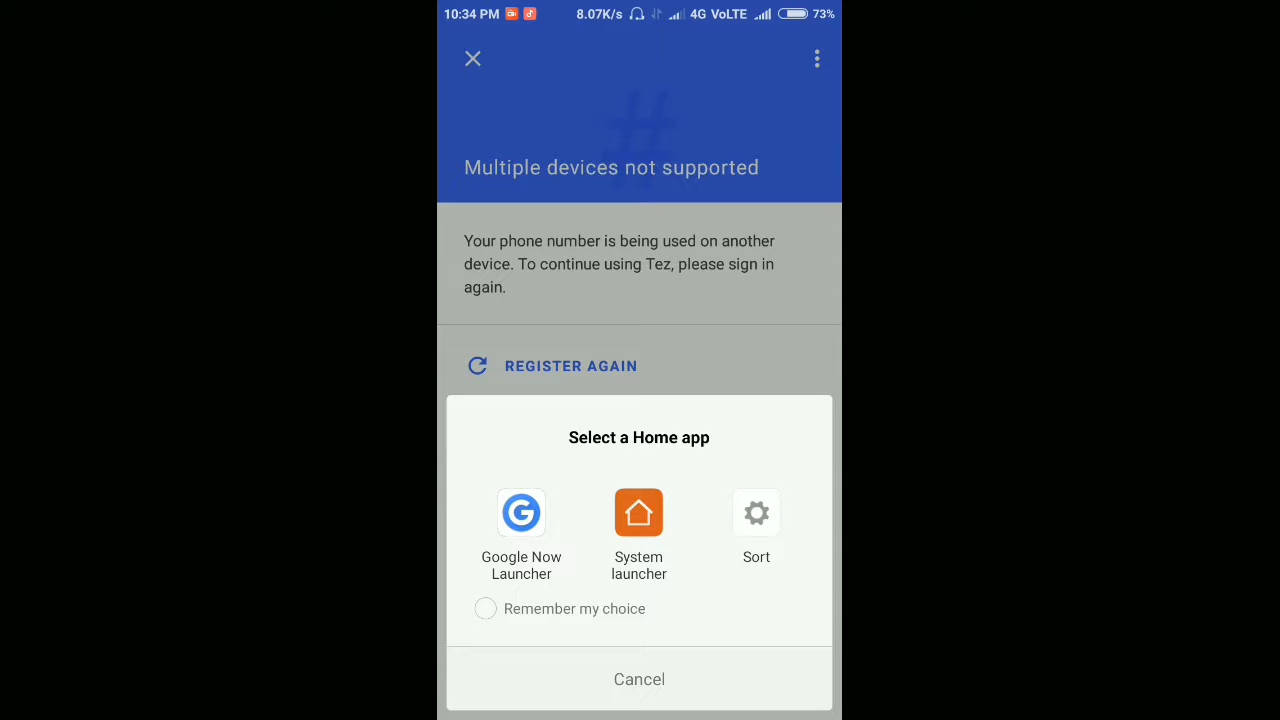 10:34 PM 8.07K/s 4G VoLTE 73%
#
Multiple devices not supported
Your phone number is being used on another
device. To continue using Tez, please sign in
again.
REGISTER AGAIN
Select a Home app
Google Now
Launcher
System
launcher
Sort
Remember my choice
Cancel